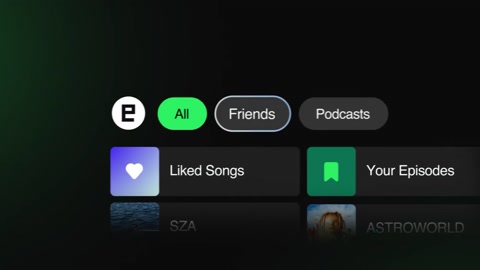 e
All
Friends
Podcasts
Liked Songs
Your Episodes
SZA
ASTROWORLD